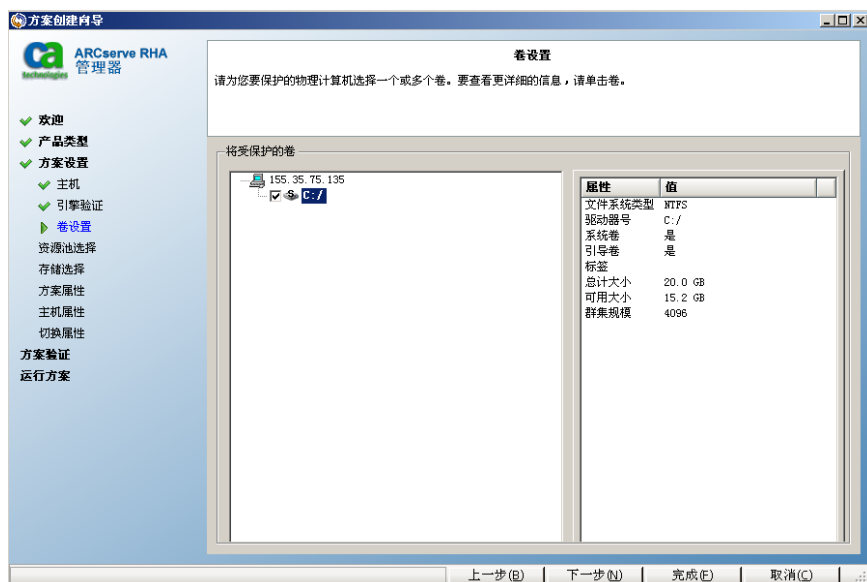 方案创建向导
ca
technologies
ARCserve RHA
管理器
欢迎
产品类型
方案设置
主机
引擎验证
卷设置
资源池选择
存储选择
方案属性
主机属性
切换属性
方案验证
运行方案
卷设置
请为您要保护的物理计算机选择一个或多个卷。要查看更详细的信息，请单击卷。
将受保护的卷
155.35.75.135
S C:/
属性 值
文件系统类型 NTFS
驱动器号 C:/
系统卷 是
引导卷 是
标签
总计大小 20.0 GB
可用大小 15.2 GB
群集规模 4096
上一步(B) 下一步(N) 完成(F) 取消(C)